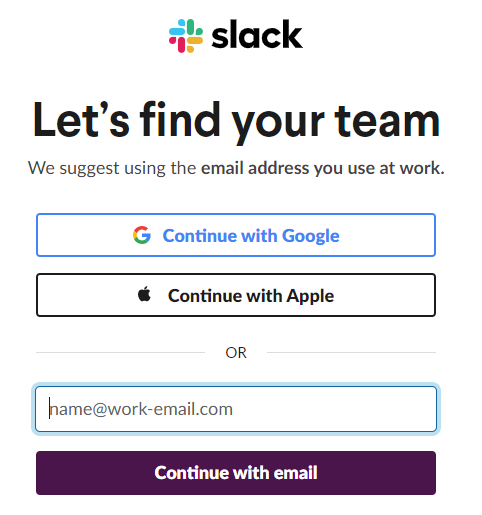 slack
Let’s find your team
We suggest using the email address you use at work.
Continue with Google
Continue with Apple
OR
name@work-email.com
Continue with email